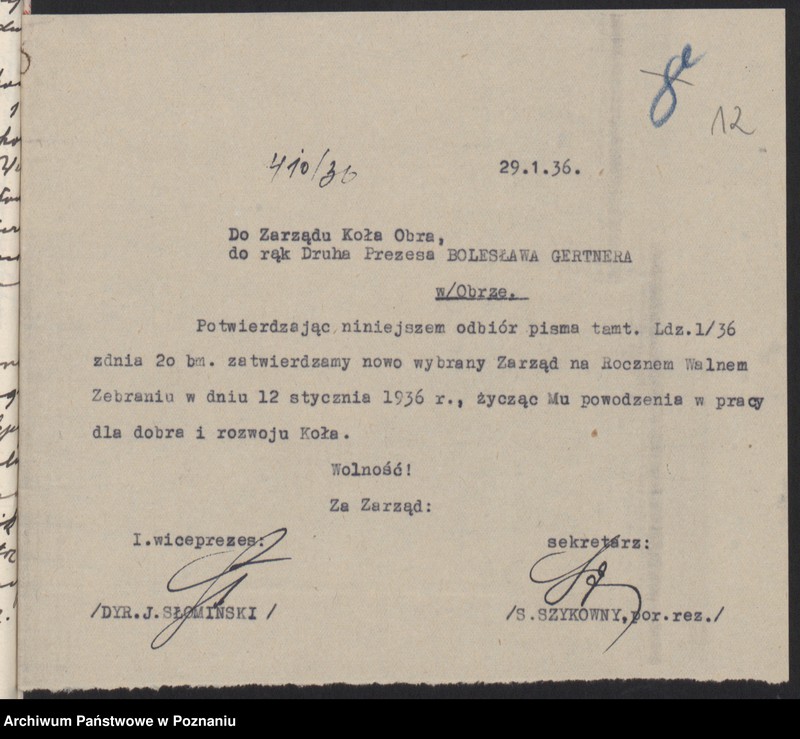 8a
12
410/36 29.1.36.
Do Zarządu Koła Obra,
do rąk Druha Prezesa BOLESŁAWA GERTNERA
w/Obrze.
Potwierdzając niniejszem odbiór pisma tamt. Ldz.1/36
zdnia 2o bm. zatwierdzamy nowo wybrany Zarząd na Rocznem Walnem
Zebraniu w dniu 12 stycznia 1936 r., życząc Mu powodzenia w pracy
dla dobra i rozwoju Koła.
Wolność!
Za Zarząd:
I.wiceprezes: sekretarz:
/DYR.J.SŁOMIŃSKI / /S.SZYKOWNY,por.rez./
Archiwum Państwowe w Poznaniu